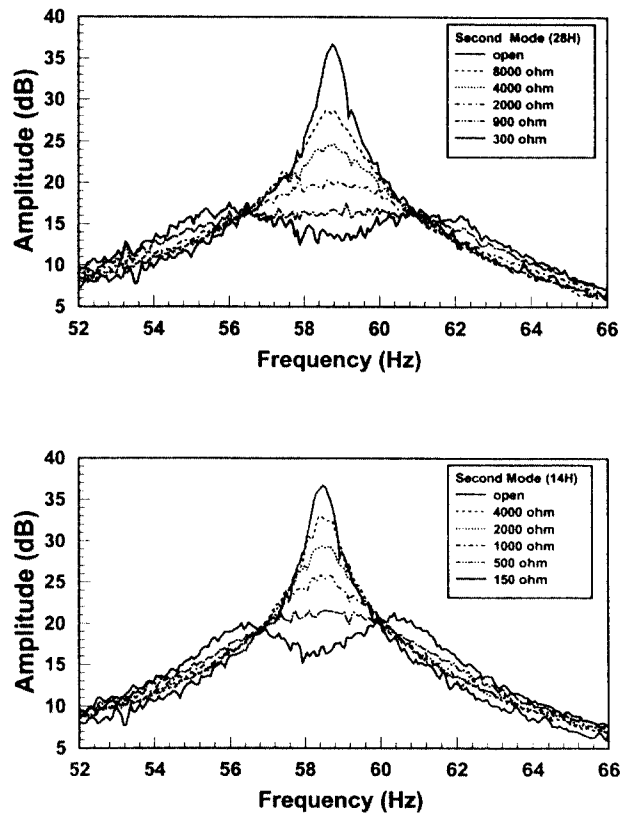 40
35
30
25
20
15
10
5
Amplitude (dB)
Second Mode (28H)
open
8000 ohm
4000 ohm
2000 ohm
900 ohm
300 ohm
52 54 56 58 60 62 64 66
Frequency (Hz)
40
35
30
25
20
15
10
5
Amplitude (dB)
Second Mode (14H)
open
4000 ohm
2000 ohm
1000 ohm
500 ohm
150 ohm
52 54 56 58 60 62 64 66
Frequency (Hz)